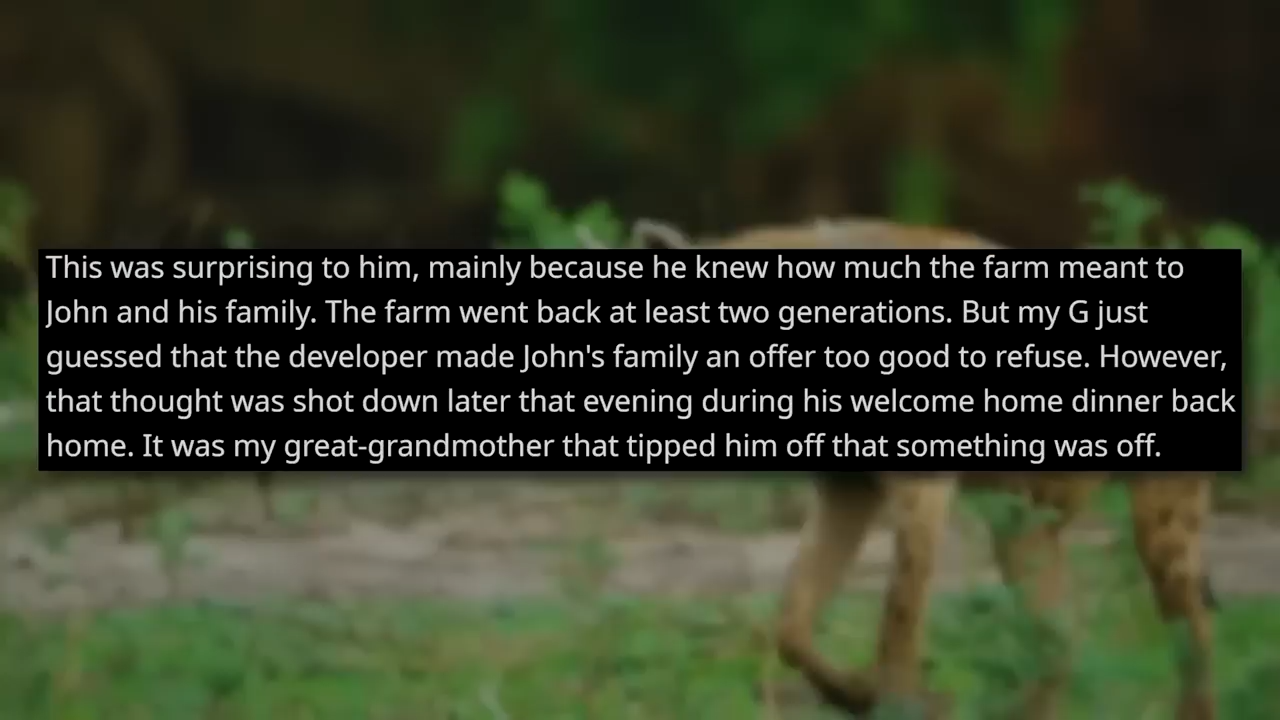 This was surprising to him, mainly because he knew how much the farm meant to
John and his family. The farm went back at least two generations. But my G just
guessed that the developer made John's family an offer too good to refuse. However,
that thought was shot down later that evening during his welcome home dinner back
home. It was my great-grandmother that tipped him off that something was off.